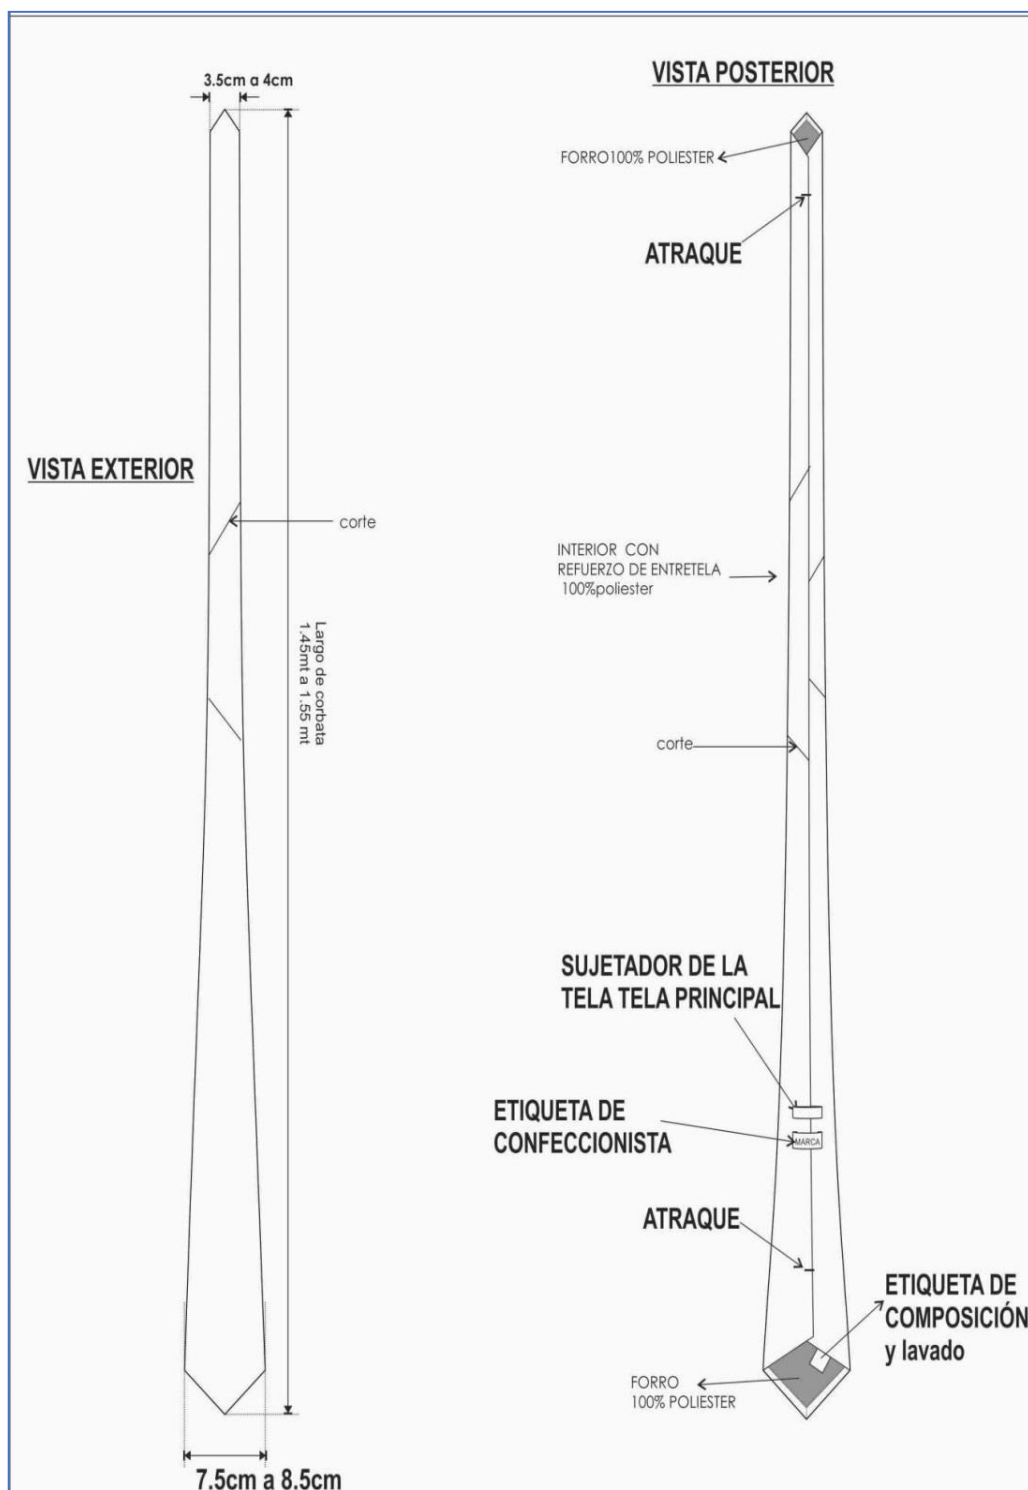 3.5cm a 4cm
VISTA EXTERIOR
corte
Largo de corbata
1.45mt a 1.55 mt
7.5cm a 8.5cm
VISTA POSTERIOR
FORRO100% POLIESTER
ATRAQUE
INTERIOR CON
REFUERZO DE ENTRETELA
100%poliester
corte
SUJETADOR DE LA
TELA TELA PRINCIPAL
ETIQUETA DE
CONFECCIONISTA
MARCA
ATRAQUE
ETIQUETA DE
COMPOSICIÓN
y lavado
FORRO
100% POLIESTER